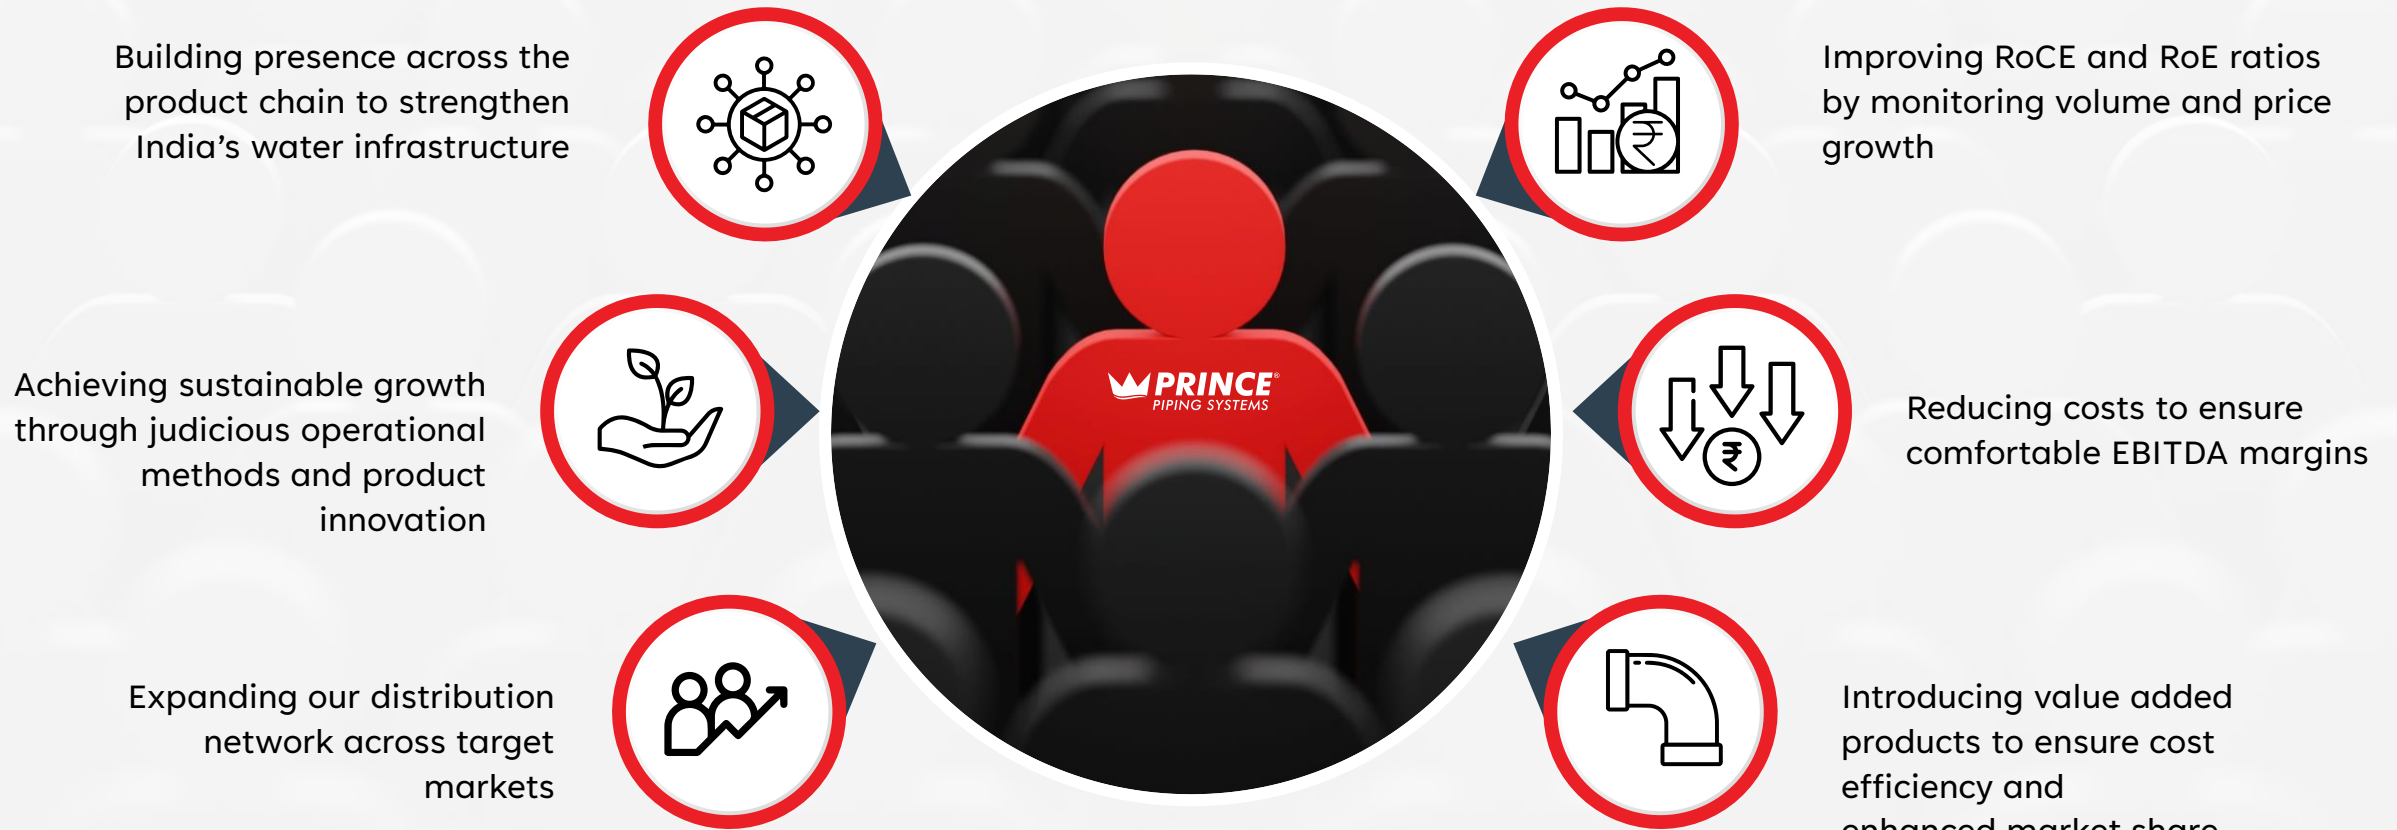 Building presence across the
product chain to strengthen
India's water infrastructure
Achieving sustainable growth
through judicious operational
methods and product
innovation
Expanding our distribution
network across target
markets
PRINCE®
PIPING SYSTEMS
Improving RoCE and RoE ratios
by monitoring volume and price
growth
Reducing costs to ensure
comfortable EBITDA margins
Introducing value added
products to ensure cost
efficiency and
enhanced market share